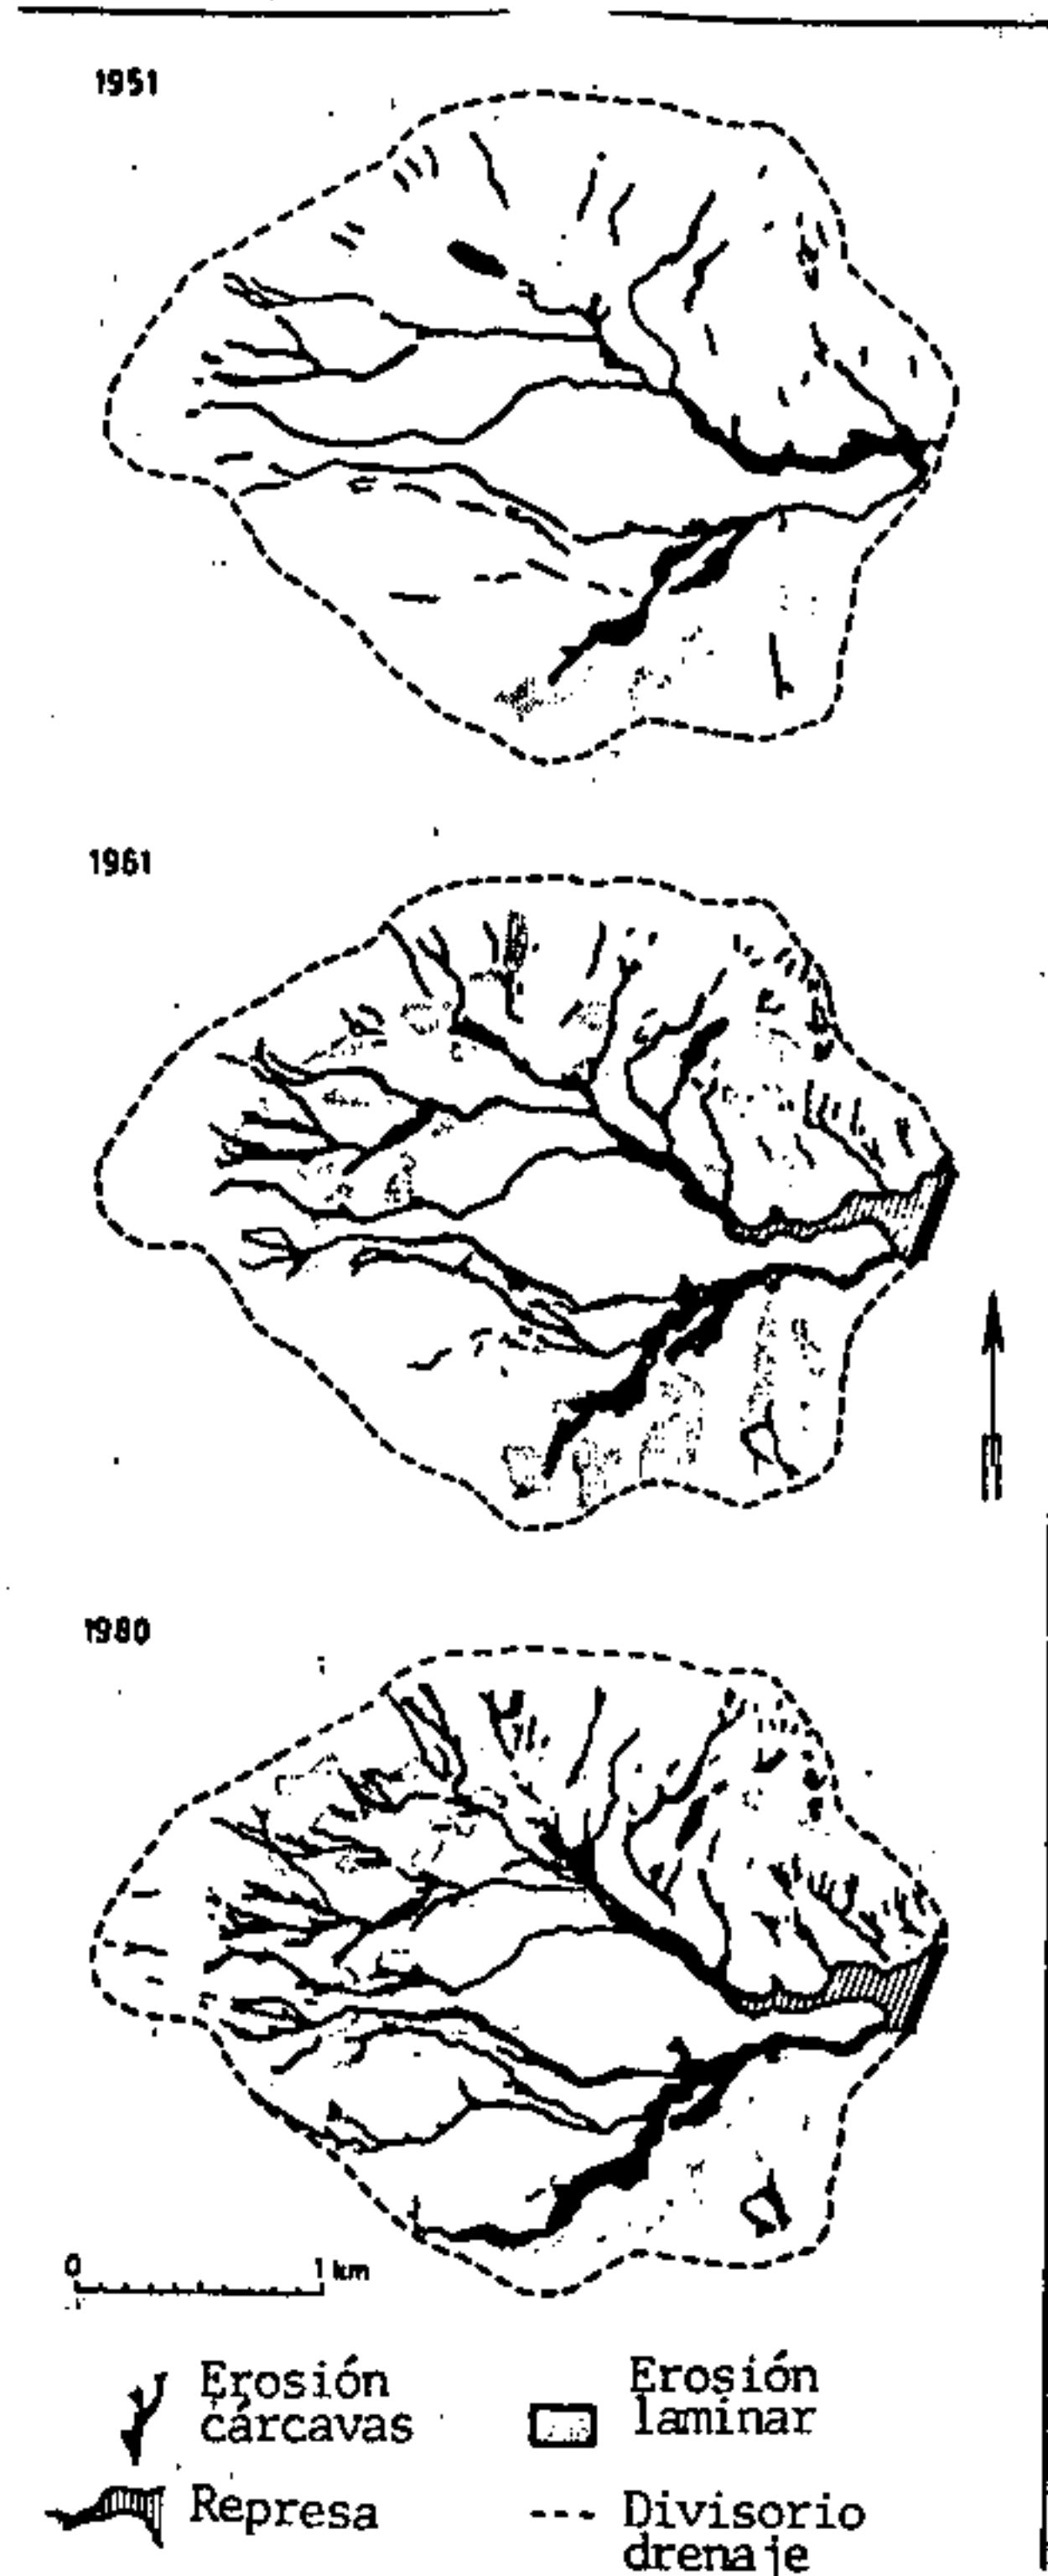 1951
1961
1980
0 1 km
Erosión
cárcavas
Erosión
laminar
Represa
Divisorio
drenaje